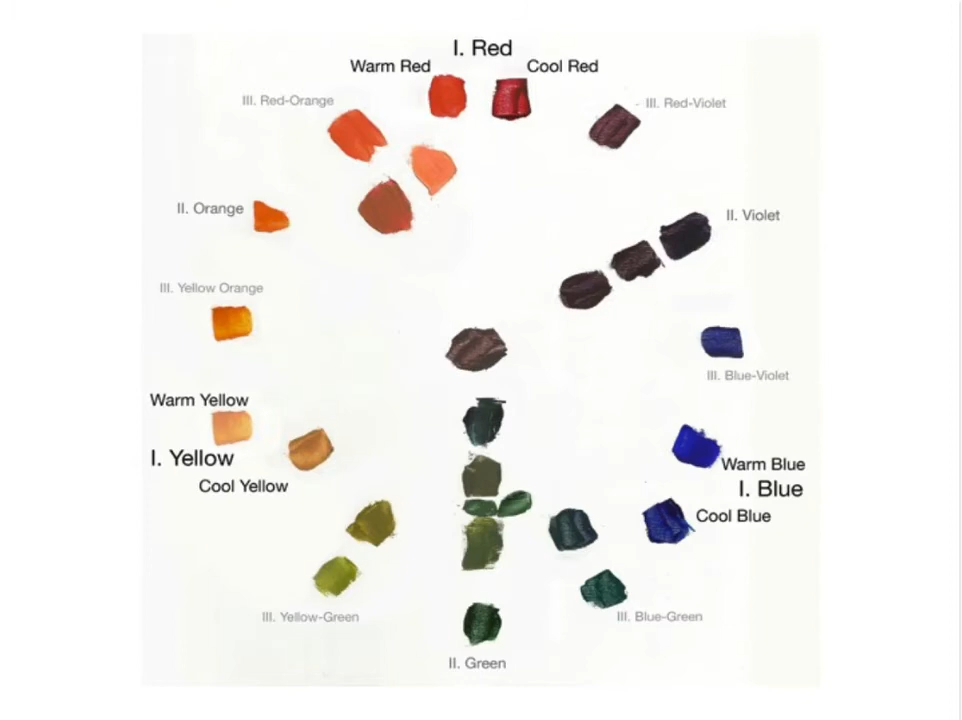 I. Red
Warm Red
Cool Red
III. Red-Orange
III. Red-Violet
II. Orange
II. Violet
III. Yellow Orange
III. Blue-Violet
Warm Yellow
I. Yellow
Warm Blue
Cool Yellow
I. Blue
Cool Blue
III. Yellow-Green
III. Blue-Green
II. Green